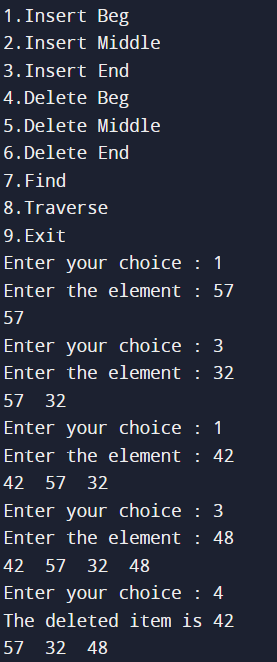 1.Insert Beg
2.Insert Middle
3.Insert End
4.Delete Beg
5.Delete Middle
6.Delete End
7.Find
8.Traverse
9.Exit
Enter your choice : 1
Enter the element : 57
57
Enter your choice : 3
Enter the element : 32
57  32
Enter your choice : 1
Enter the element : 42
42  57  32
Enter your choice : 3
Enter the element : 48
42  57  32  48
Enter your choice : 4
The deleted item is 42
57  32  48